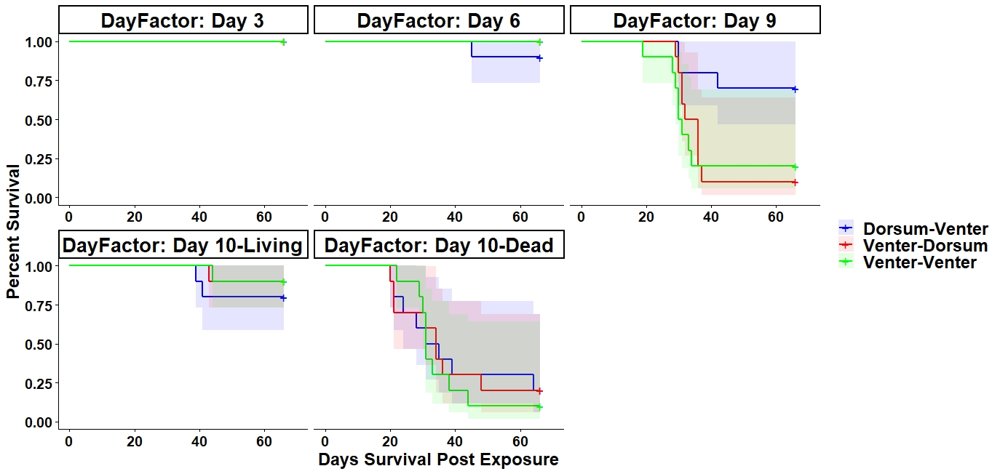 DayFactor: Day 3
DayFactor: Day 6
DayFactor: Day 9
1.00
0.75
0.50
0.25
0.00
0 20 40 60
0 20 40 60
0 20 40 60
DayFactor: Day 10-Living
DayFactor: Day 10-Dead
1.00
0.75
0.50
0.25
0.00
0 20 40 60
0 20 40 60
Percent Survival
Days Survival Post Exposure
Dorsum-Venter
Venter-Dorsum
Venter-Venter